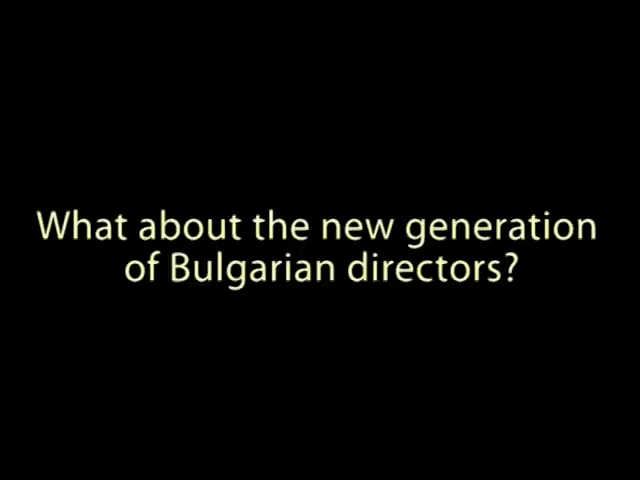 What about the new generation
of Bulgarian directors?